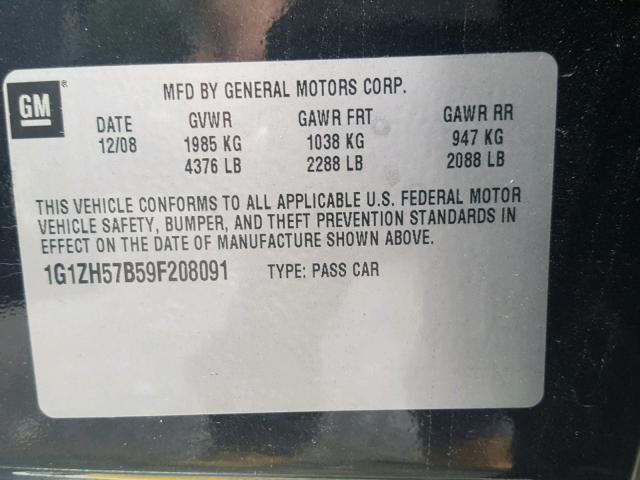 GM ®
MFD BY GENERAL MOTORS CORP.
DATE GVWR GAWR FRT GAWR RR
12/08 1985 KG 1038 KG 947 KG
4376 LB 2288 LB 2088 LB
THIS VEHICLE CONFORMS TO ALL APPLICABLE U.S. FEDERAL MOTOR
VEHICLE SAFETY, BUMPER, AND THEFT PREVENTION STANDARDS IN
EFFECT ON THE DATE OF MANUFACTURE SHOWN ABOVE.
1G1ZH57B59F208091 TYPE: PASS CAR